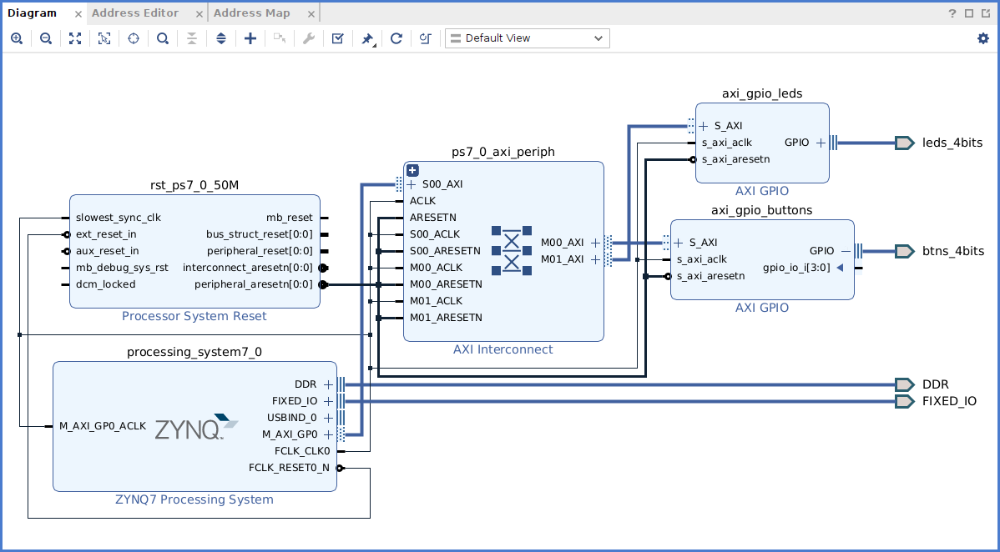 Diagram
Address Editor
Address Map
?
Default View
axi_gpio_leds
S_AXI
s_axi_aclk
s_axi_aresetn
GPIO
AXI GPIO
leds_4bits
ps7_0_axi_periph
S00_AXI
ACLK
ARESETN
S00_ACLK
S00_ARESETN
M00_ACLK
M00_ARESETN
M01_ACLK
M01_ARESETN
M00_AXI
M01_AXI
AXI Interconnect
rst_ps7_0_50M
slowest_sync_clk
ext_reset_in
aux_reset_in
mb_debug_sys_rst
dcm_locked
mb_reset
bus_struct_reset[0:0]
peripheral_reset[0:0]
interconnect_aresetn[0:0]
peripheral_aresetn[0:0]
Processor System Reset
axi_gpio_buttons
S_AXI
s_axi_aclk
s_axi_aresetn
GPIO
gpio_io_i[3:0]
AXI GPIO
btns_4bits
processing_system7_0
M_AXI_GP0_ACLK
ZYNQ
DDR
FIXED_IO
USBIND_0
M_AXI_GP0
FCLK_CLK0
FCLK_RESET0_N
ZYNQ7 Processing System
DDR
FIXED_IO